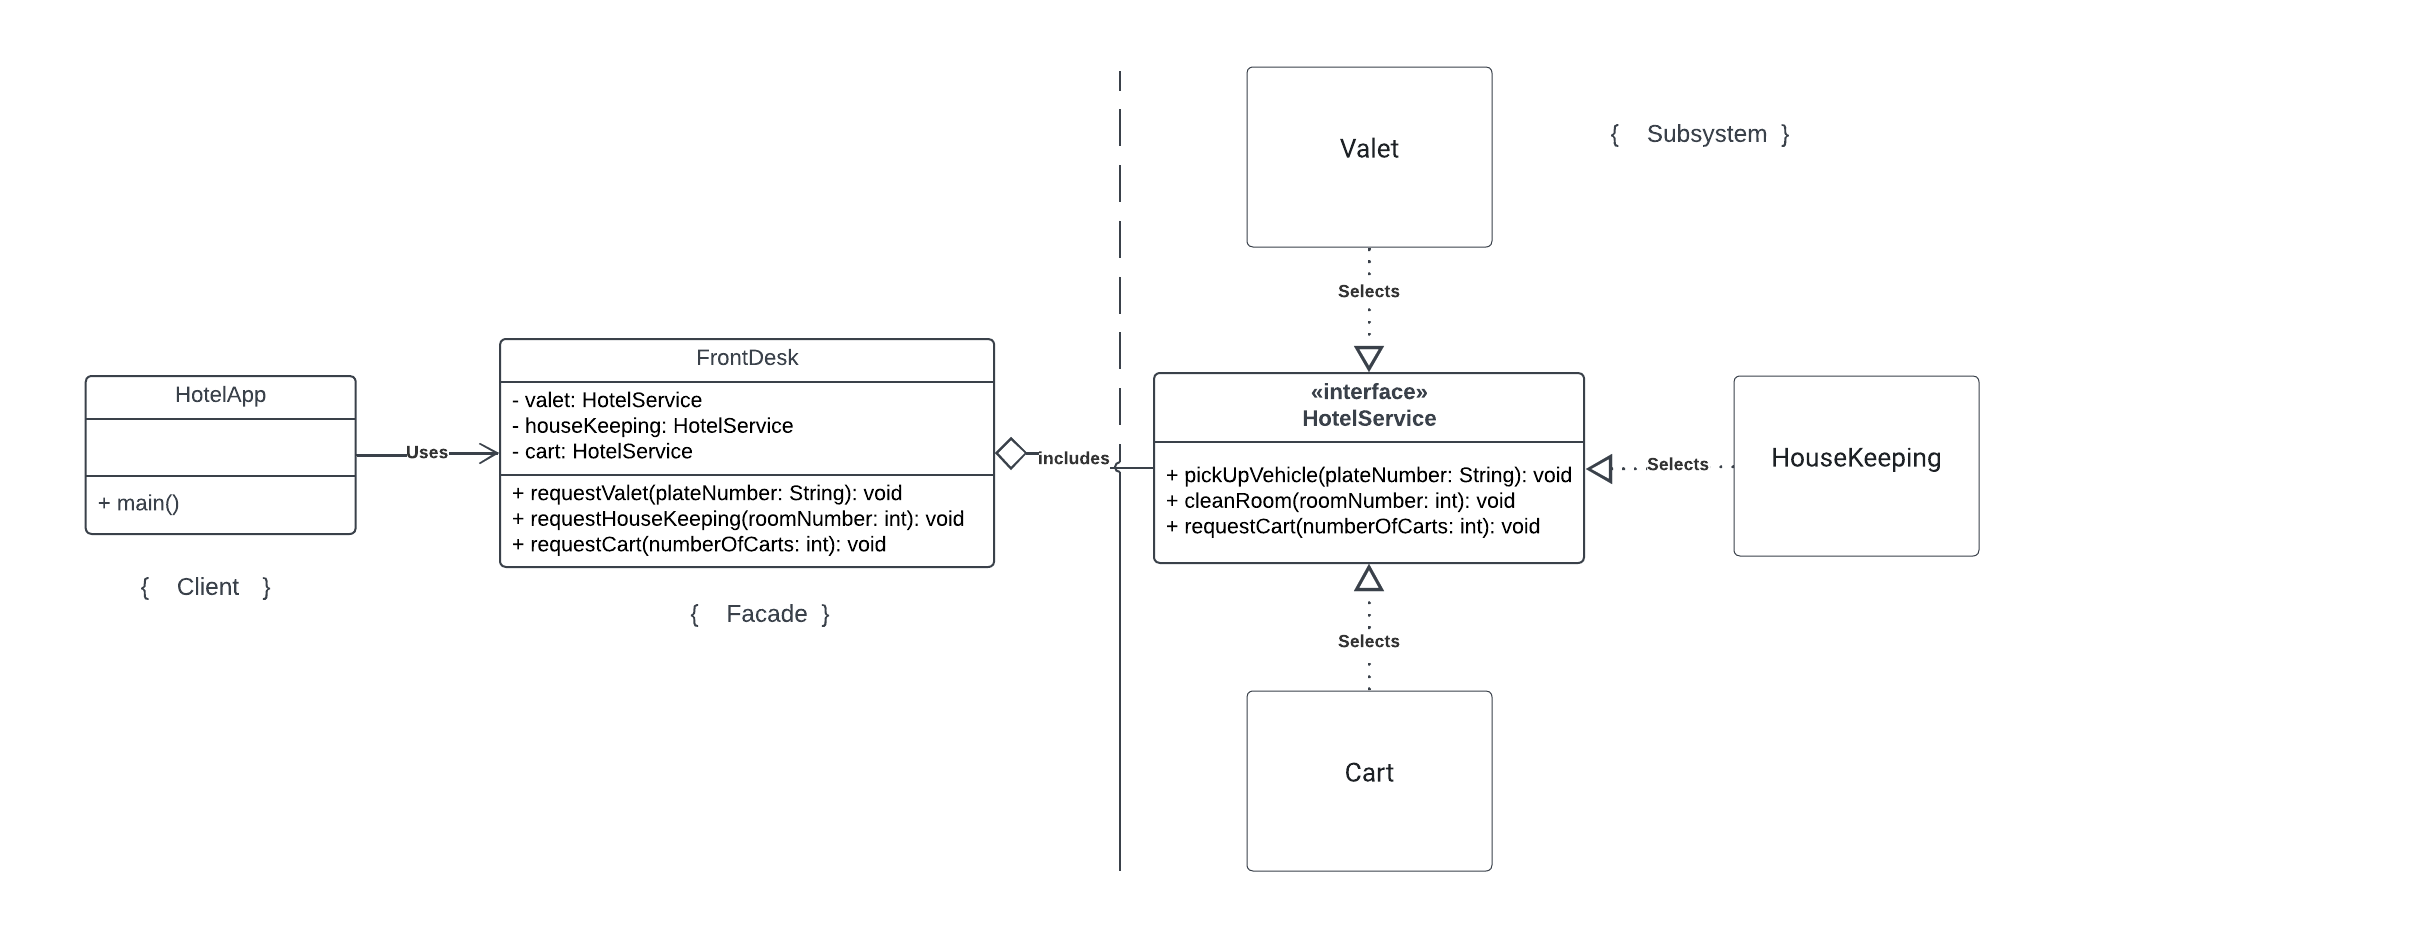 HotelApp
+ main()
{ Client }
Uses
FrontDesk
- valet: HotelService
- houseKeeping: HotelService
- cart: HotelService
+ requestValet(plateNumber: String): void
+ requestHouseKeeping(roomNumber: int): void
+ requestCart(numberOfCarts: int): void
{ Facade }
includes
Valet
{ Subsystem }
Selects
«interface»
HotelService
+ pickUpVehicle(plateNumber: String): void
+ cleanRoom(roomNumber: int): void
+ requestCart(numberOfCarts: int): void
Selects
HouseKeeping
Selects
Cart